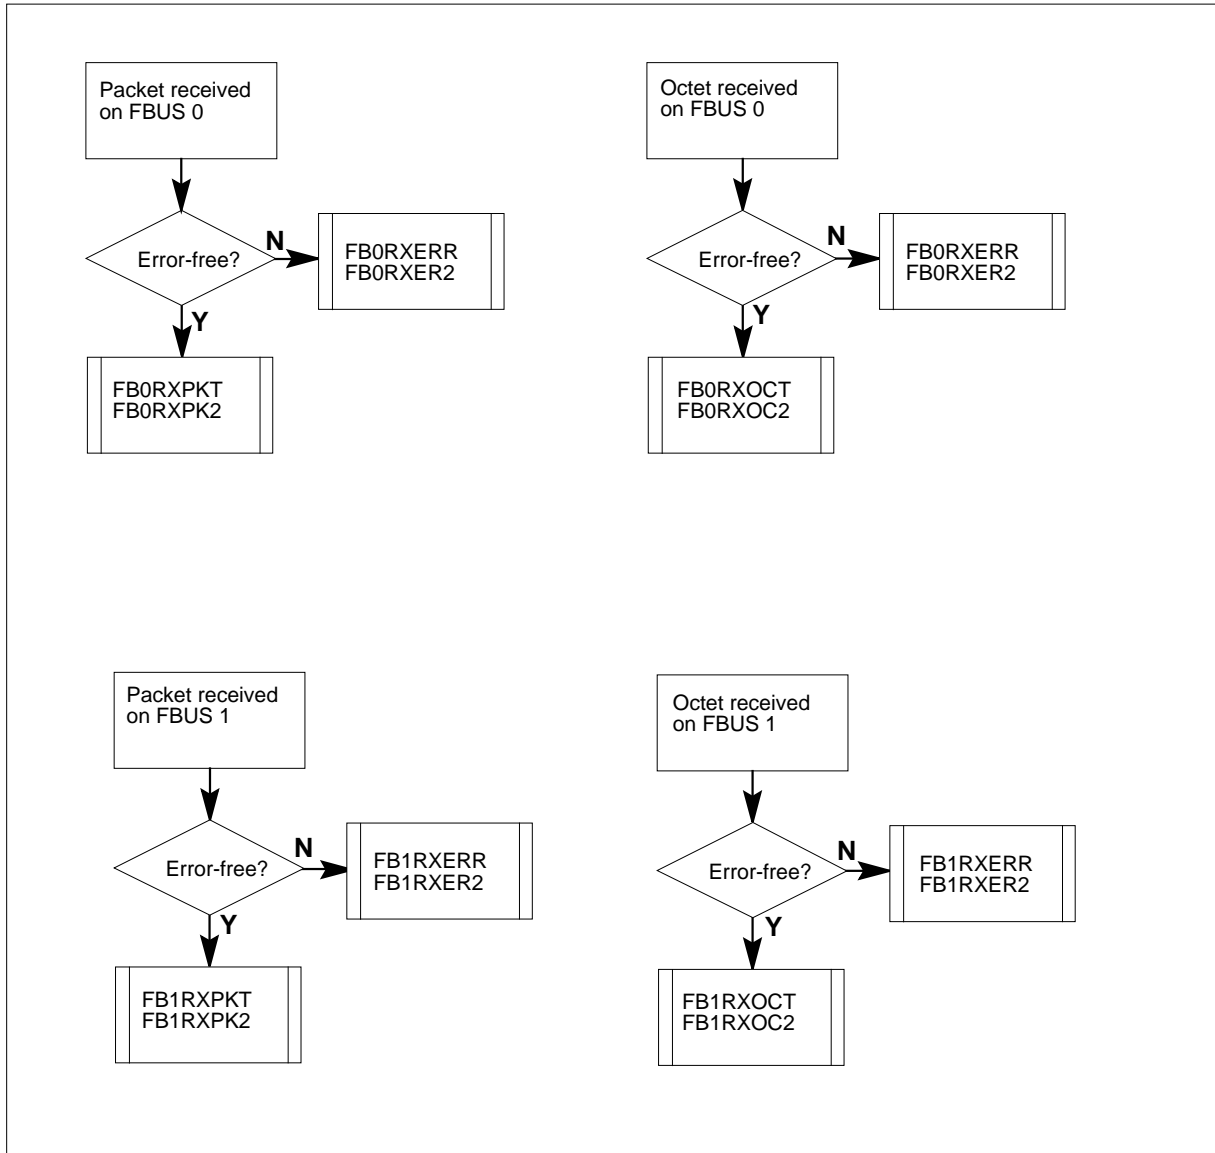 Packet received
on FBUS 0
Error-free?
N
FB0RXERR
FB0RXER2
Y
FB0RXPKT
FB0RXPK2
Octet received
on FBUS 0
Error-free?
N
FB0RXERR
FB0RXER2
Y
FB0RXOCT
FB0RXOC2
Packet received
on FBUS 1
Error-free?
N
FB1RXERR
FB1RXER2
Y
FB1RXPKT
FB1RXPK2
Octet received
on FBUS 1
Error-free?
N
FB1RXERR
FB1RXER2
Y
FB1RXOCT
FB1RXOC2